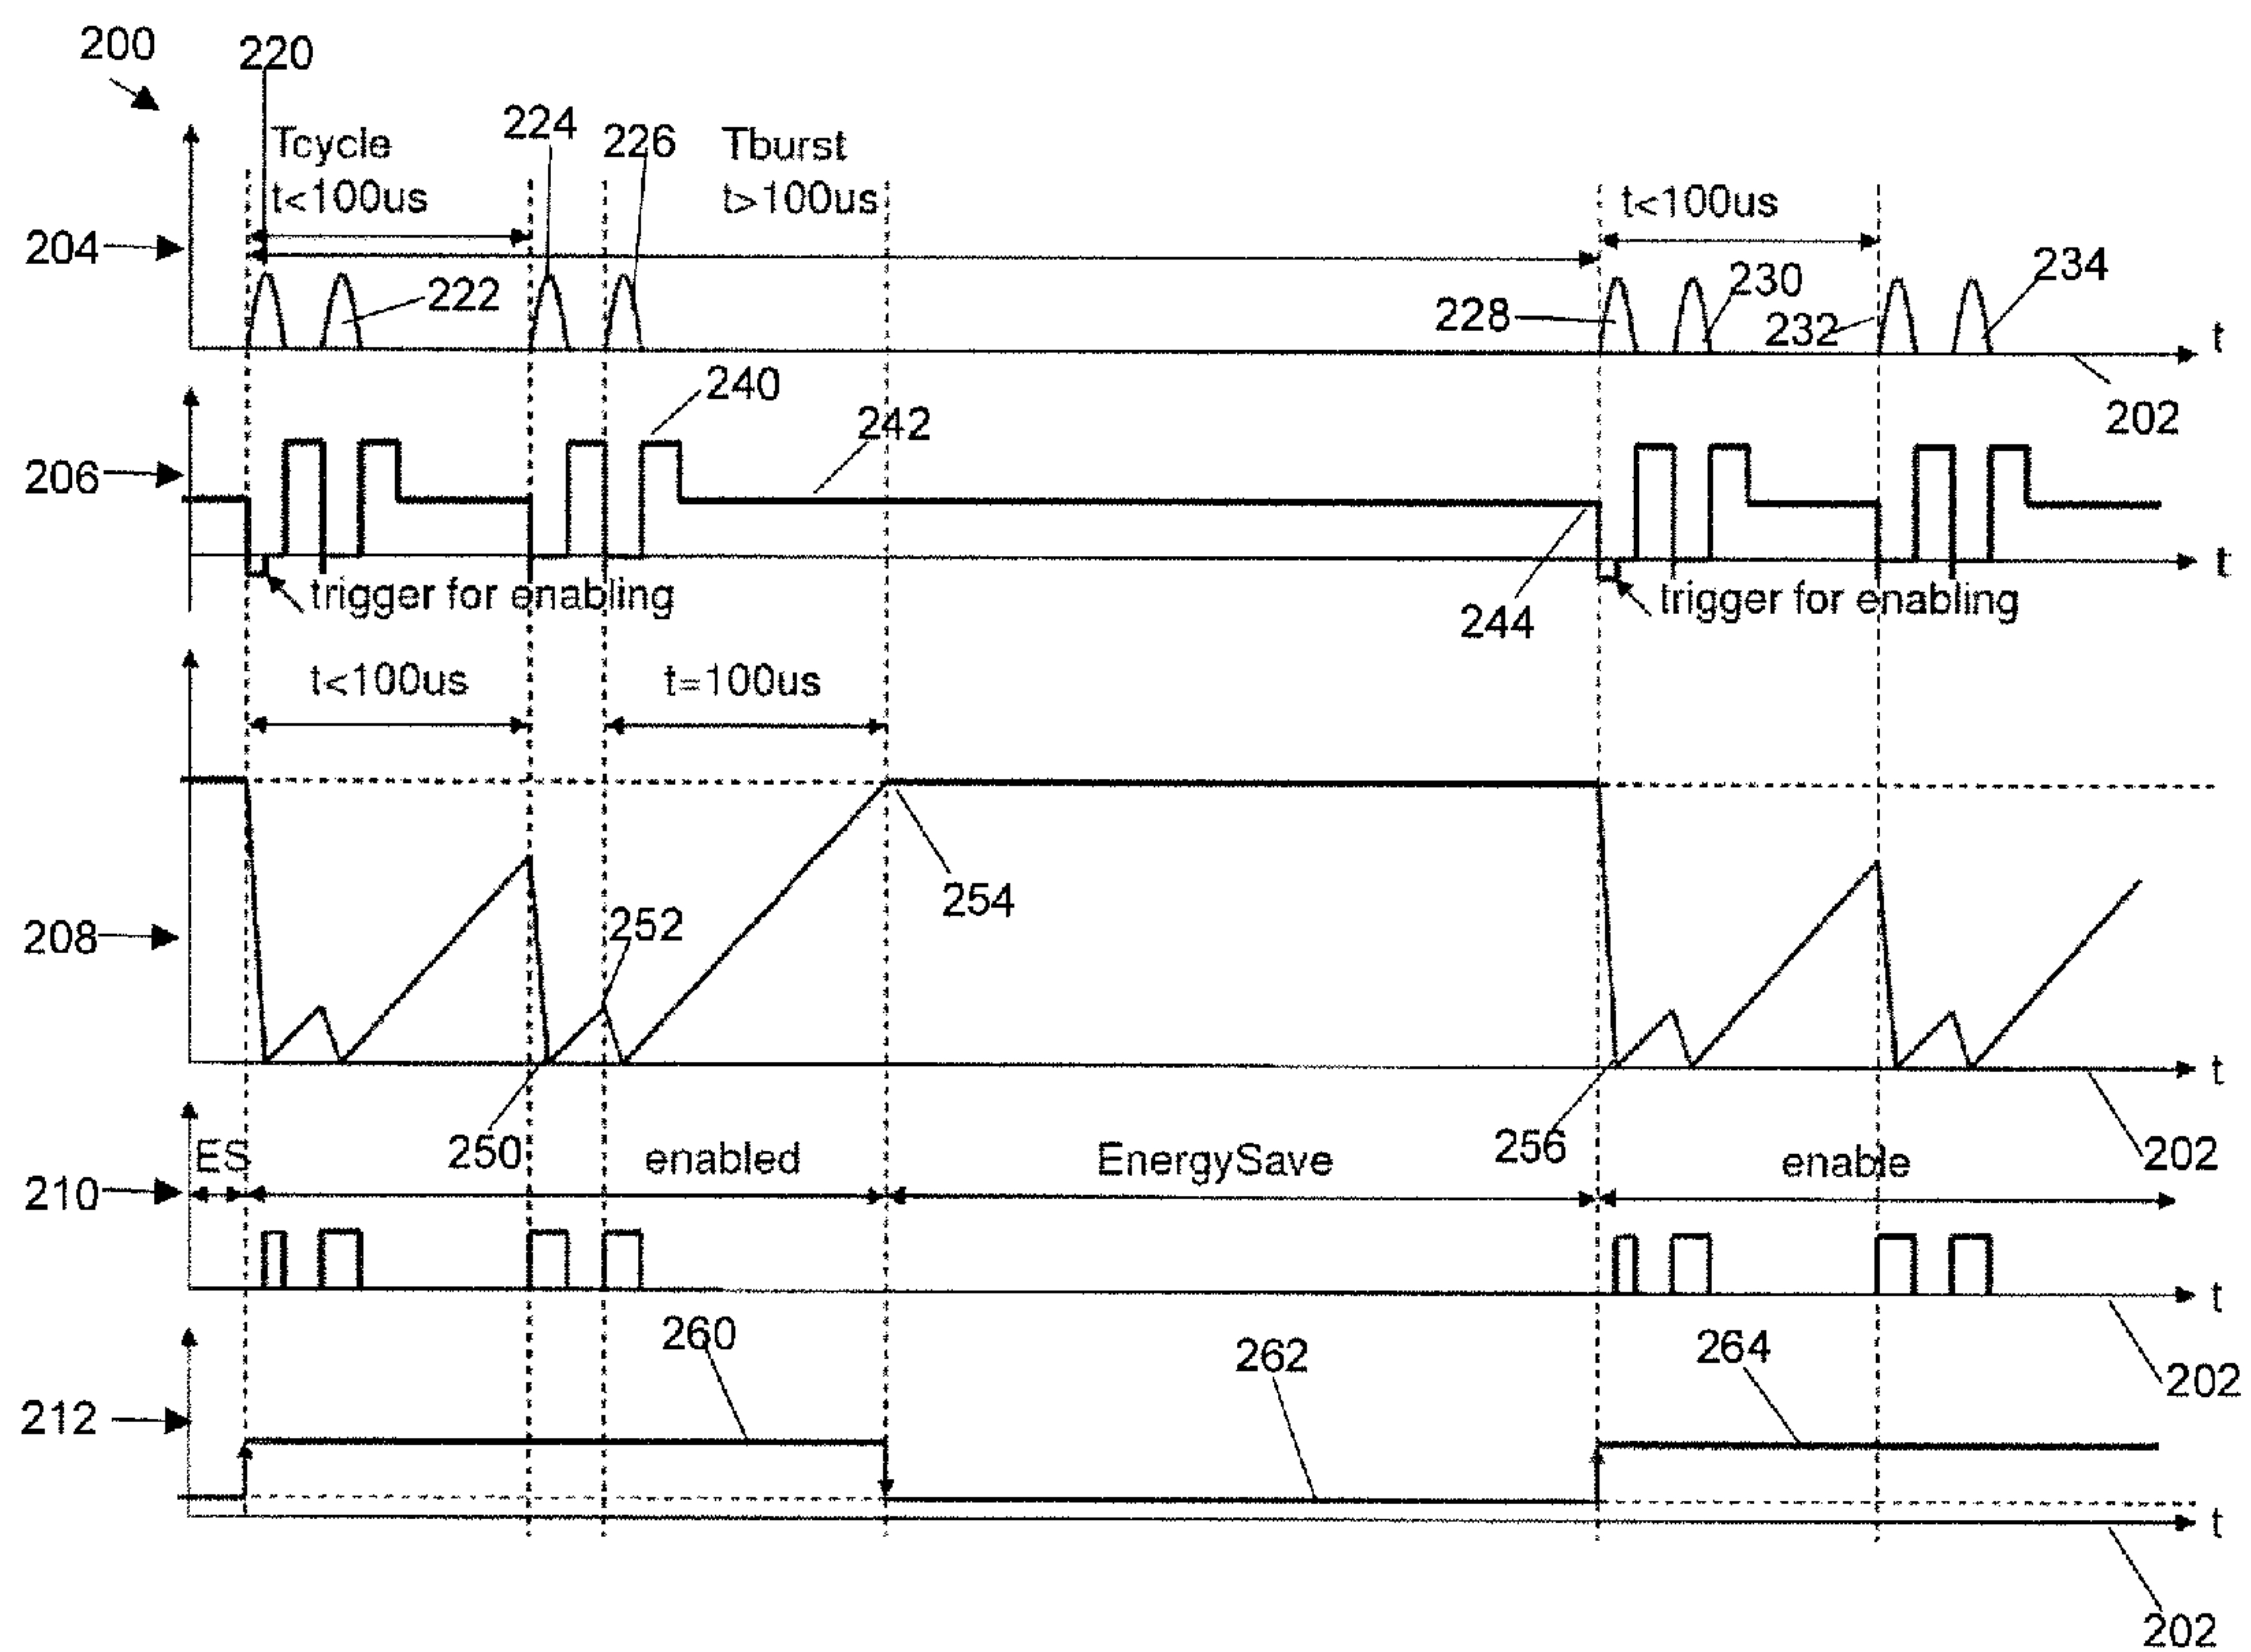 200
220
224
226
Tcycle
t<100us
Tburst
t>100us
t<100us
204
222
228
230
232
234
t
202
240
242
206
244
t
trigger for enabling
trigger for enabling
t<100us
t=100us
208
252
254
t
250
256
202
ES
enabled
EnergySave
enable
210
t
202
260
262
264
212
t
202